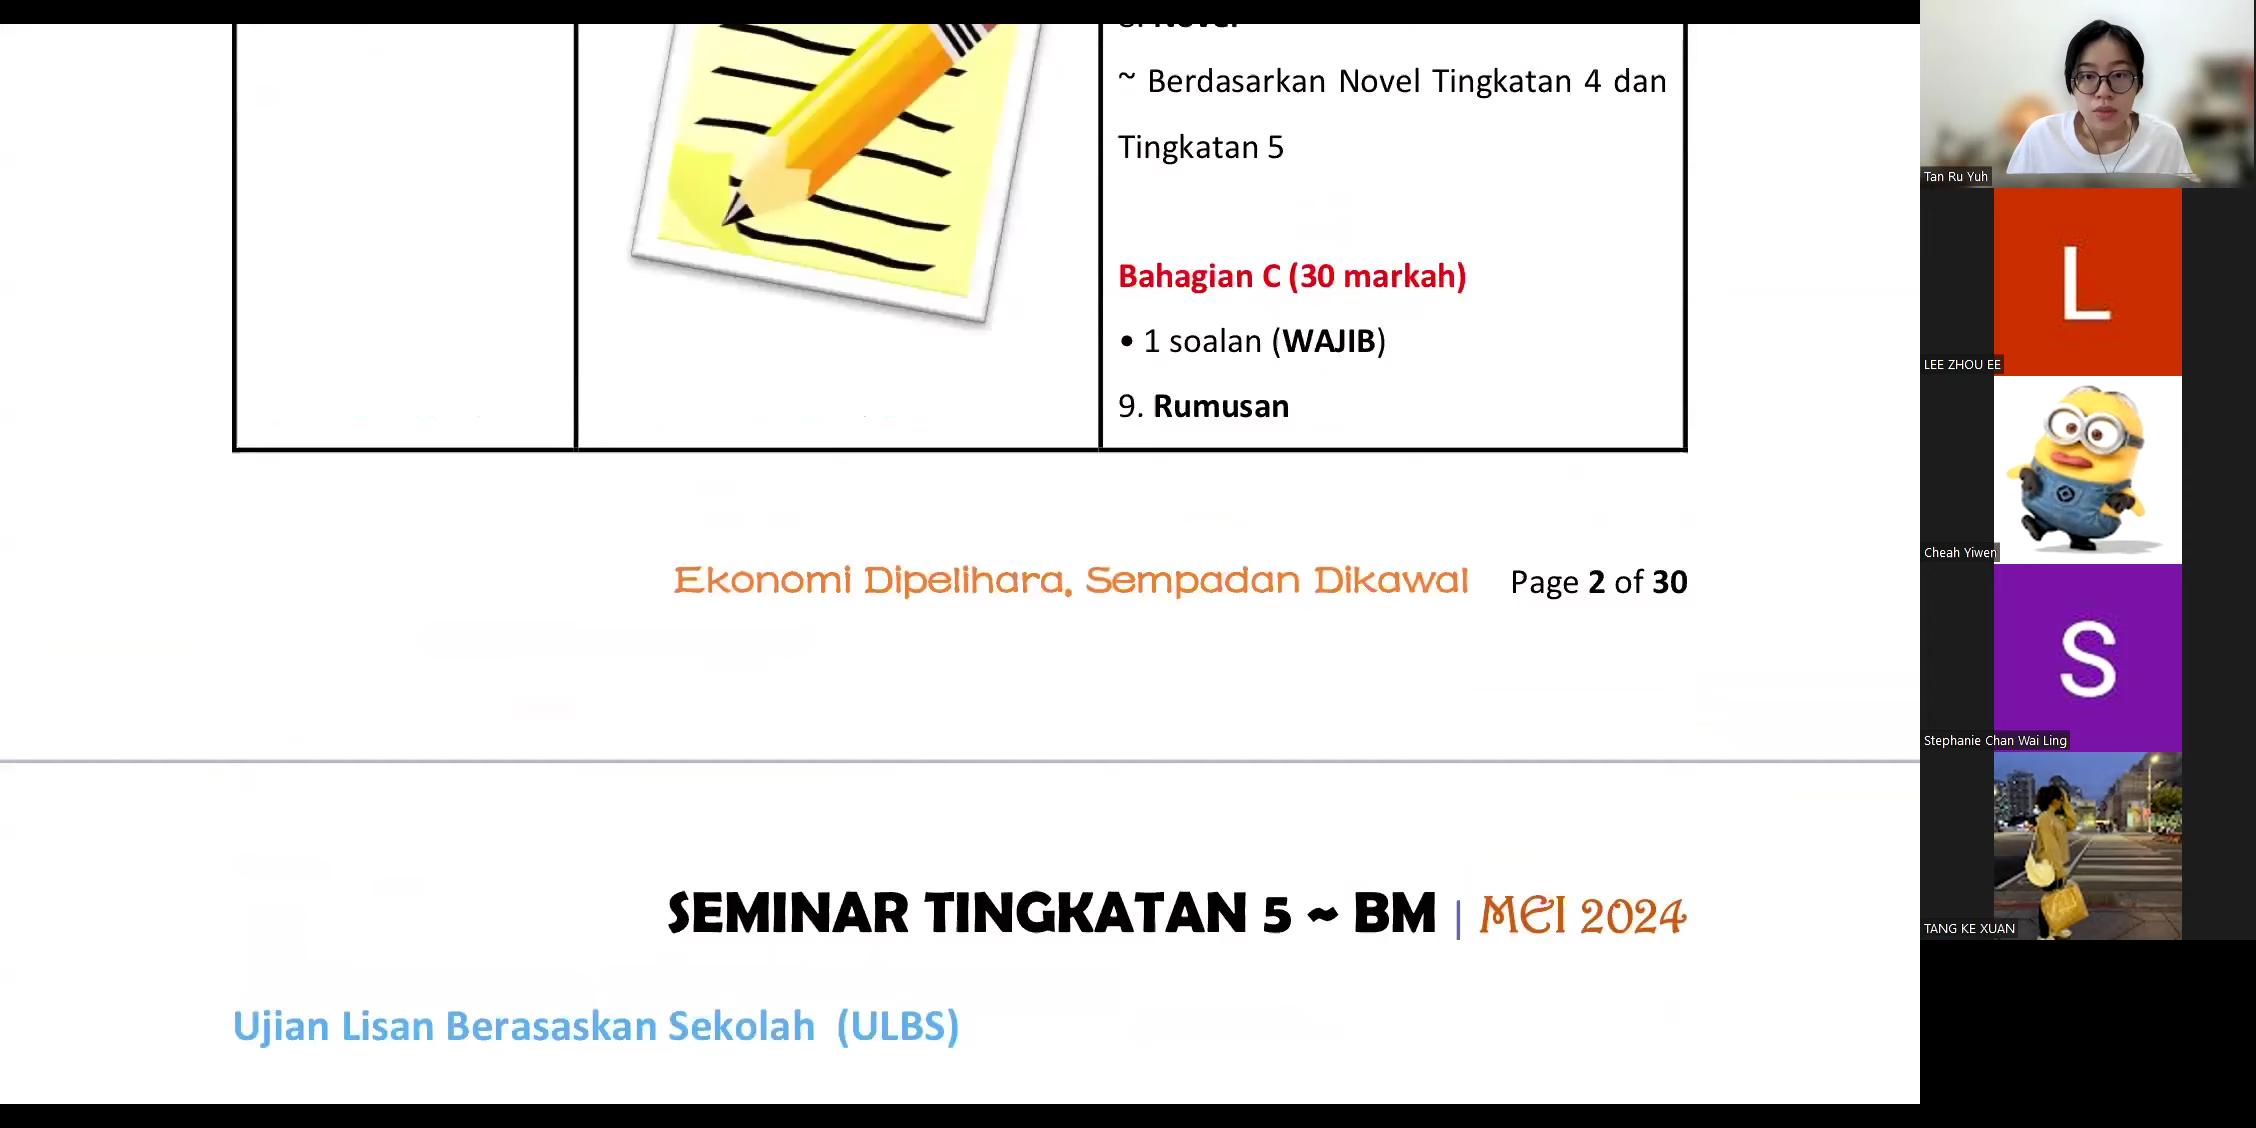 8. Novel
~ Berdasarkan Novel Tingkatan 4 dan
Tingkatan 5
Bahagian C (30 markah)
• 1 soalan (WAJIB)
9. Rumusan
Ekonomi Dipelihara, Sempadan Dikawal Page 2 of 30
SEMINAR TINGKATAN 5 ~ BM | MEI 2024
Ujian Lisan Berasaskan Sekolah (ULBS)
Tan Ru Yuh
L
LEE ZHOU EE
Cheah Yiwen
S
Stephanie Chan Wai Ling
TANG KE XUAN